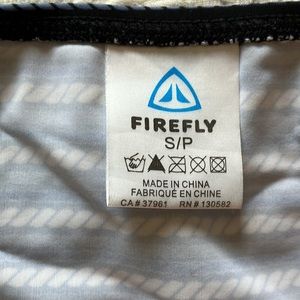 FIREFLY
S/P
MADE IN CHINA
FABRIQUÉ EN CHINE
CA# 37961 RN # 130582